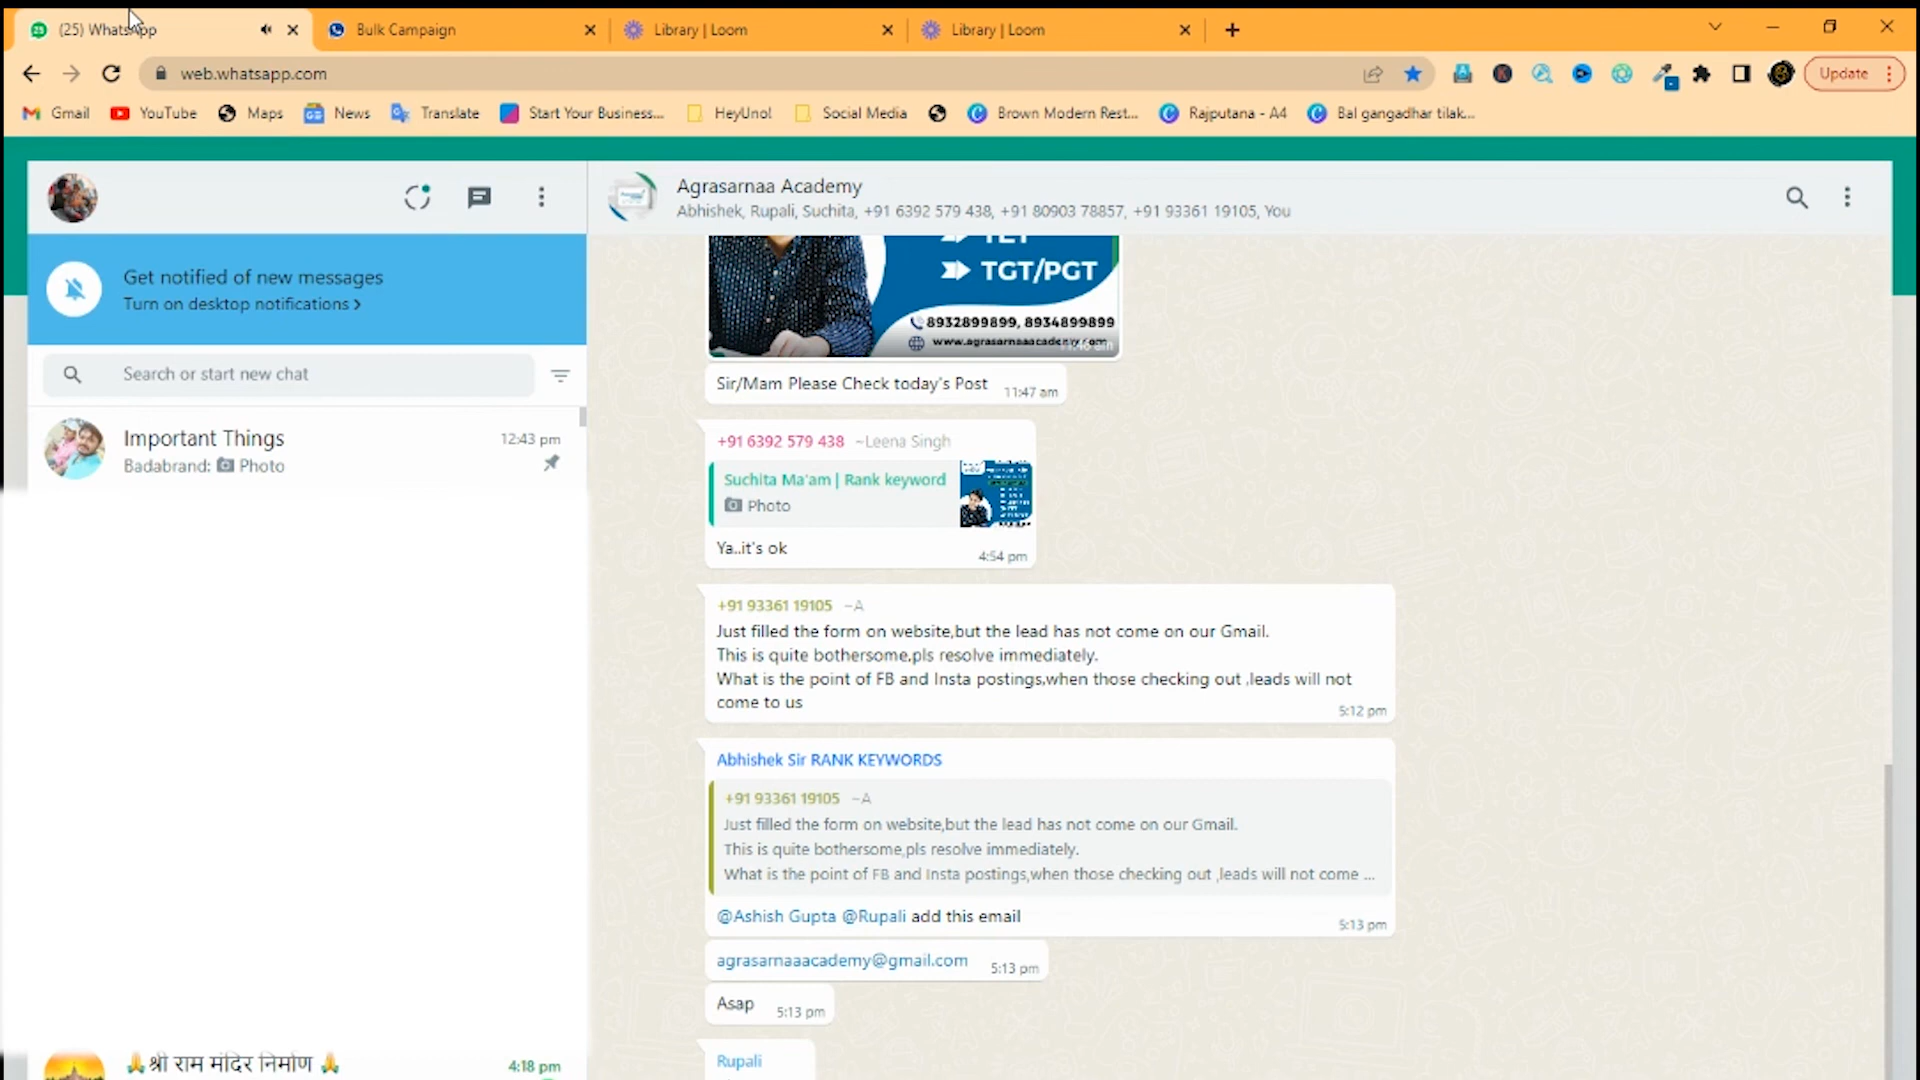 (25) WhatsApp
Bulk Campaign
Library | Loom
Library | Loom
web.whatsapp.com
Update
Gmail
YouTube
Maps
News
Translate
Start Your Business...
HeyUno!
Social Media
Brown Modern Rest...
Rajputana - A4
Bal gangadhar tilak...
Agrasarnaa Academy
Abhishek, Rupali, Suchita, +91 6392 579 438, +91 80903 78857, +91 93361 19105, You
Get notified of new messages
Turn on desktop notifications >
Search or start new chat
Important Things
12:43 pm
Badabrand: Photo
🙏श्री राम मंदिर निर्माण 🙏
4:18 pm
TET
TGT/PGT
8932899899, 8934899899
www.agrasarnaaacademy.com
Sir/Mam Please Check today's Post
11:47 am
+91 6392 579 438 ~Leena Singh
Suchita Ma'am | Rank keyword
Photo
Ya..it's ok
4:54 pm
+91 93361 19105 ~A
Just filled the form on website,but the lead has not come on our Gmail.
This is quite bothersome,pls resolve immediately.
What is the point of FB and Insta postings,when those checking out ,leads will not
come to us
5:12 pm
Abhishek Sir RANK KEYWORDS
+91 93361 19105 ~A
Just filled the form on website,but the lead has not come on our Gmail.
This is quite bothersome,pls resolve immediately.
What is the point of FB and Insta postings,when those checking out ,leads will not come ...
@Ashish Gupta @Rupali add this email
5:13 pm
agrasarnaaacademy@gmail.com
5:13 pm
Asap
5:13 pm
Rupali